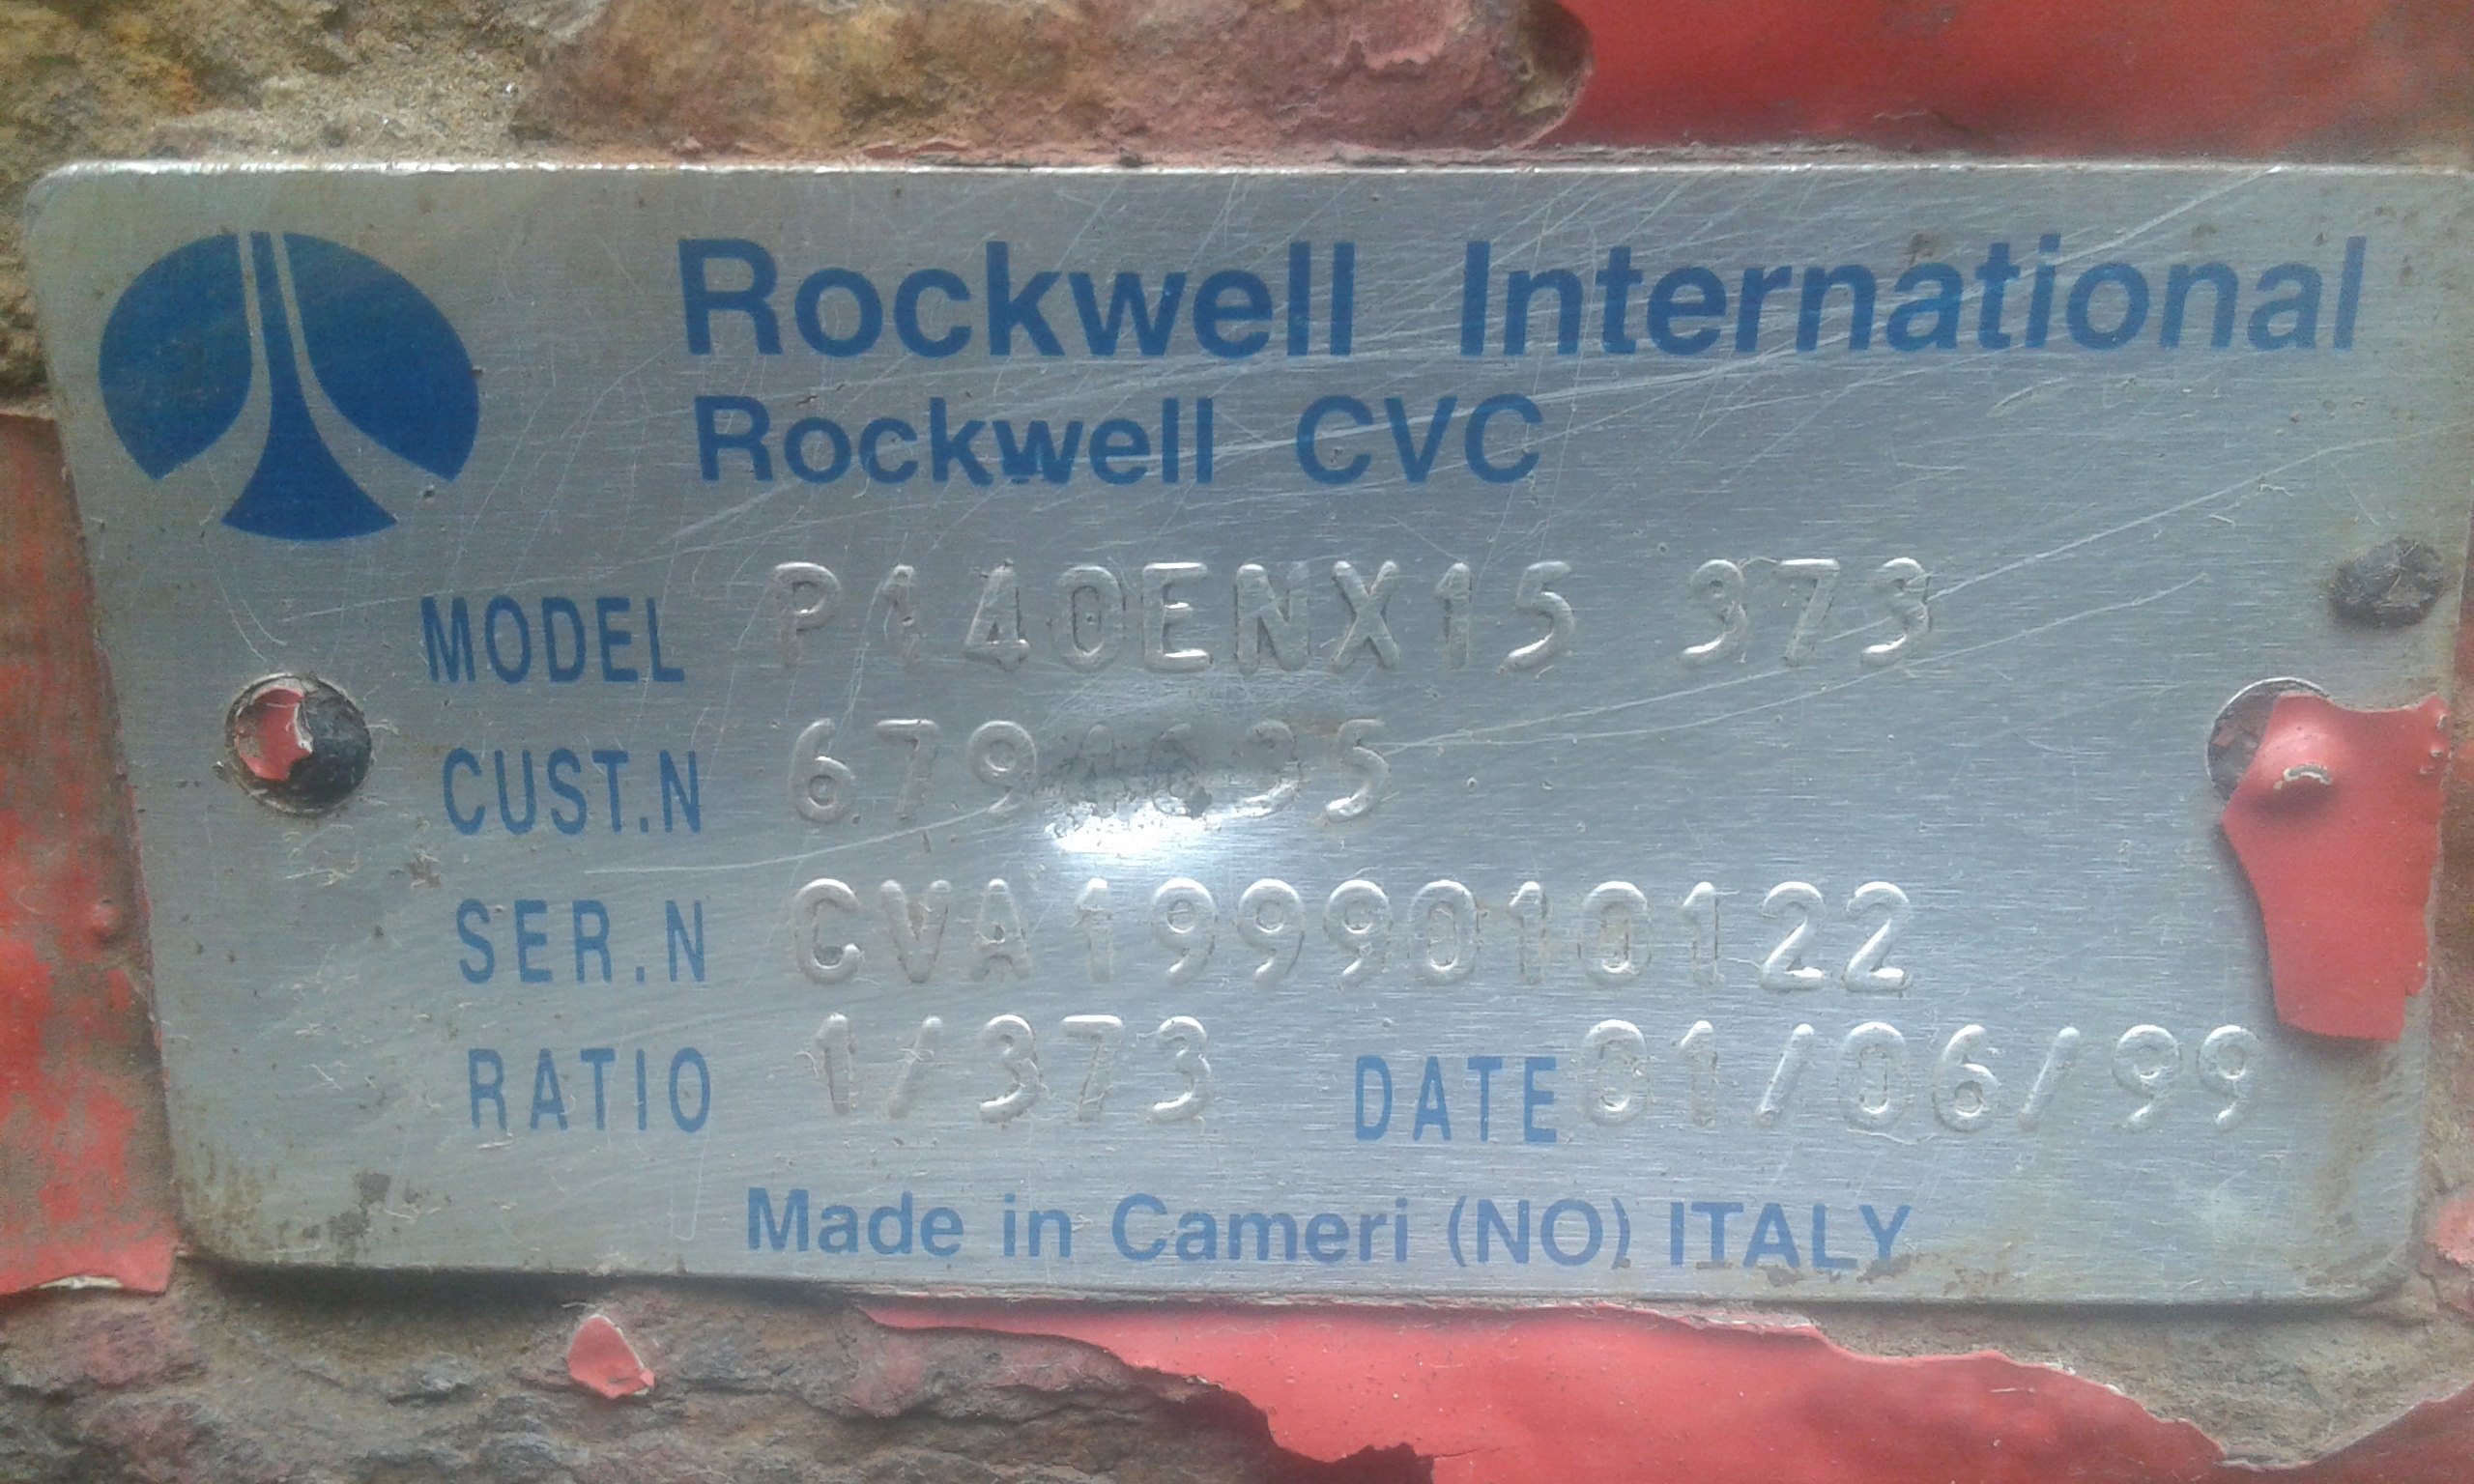 Rockwell International
Rockwell CVC
MODEL P140ENX15 373
CUST.N
SER.N CVA1999010122
RATIO 1/373 DATE 01/06/99
Made in Cameri (NO) ITALY